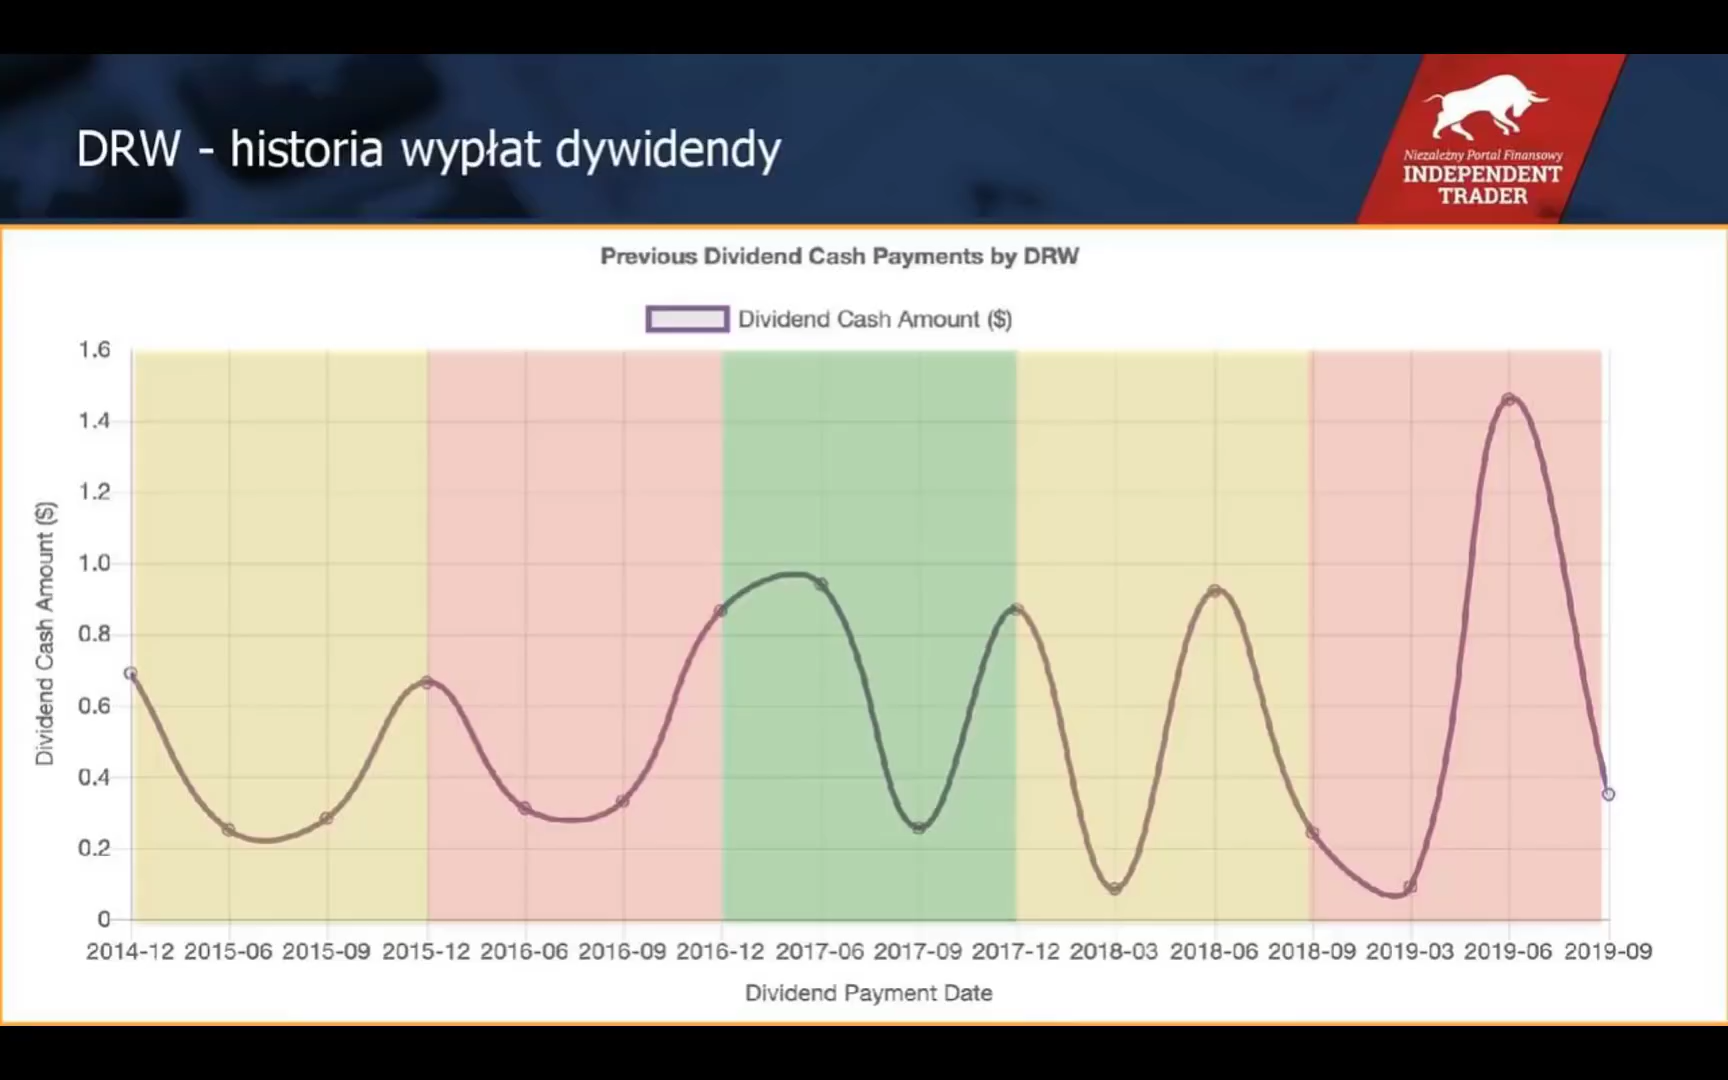 DRW - historia wypłat dywidendy
Niezależny Portal Finansowy
INDEPENDENT
TRADER
Previous Dividend Cash Payments by DRW
Dividend Cash Amount ($)
1.6
1.4
1.2
1.0
0.8
0.6
0.4
0.2
0
Dividend Cash Amount ($)
2014-12 2015-06 2015-09 2015-12 2016-06 2016-09 2016-12 2017-06 2017-09 2017-12 2018-03 2018-06 2018-09 2019-03 2019-06 2019-09
Dividend Payment Date